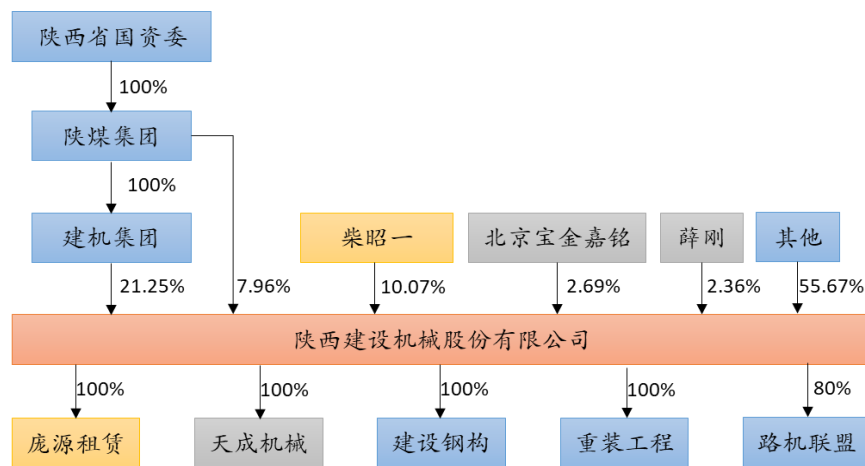 陕西省国资委
100%
陕煤集团
100%
建机集团
柴昭一
北京宝金嘉铭
薛刚
其他
21.25%
7.96%
10.07%
2.69%
2.36%
55.67%
陕西建设机械股份有限公司
100%
100%
100%
100%
80%
庞源租赁
天成机械
建设钢构
重装工程
路机联盟